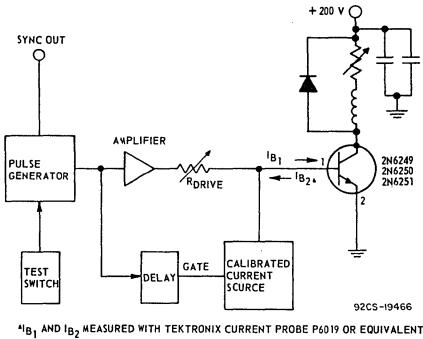 +200 V
SYNC OUT
AMPLIFIER
PULSE
GENERATOR
RDRIVE
IB1
IB2▲
1
2
2N6249
2N6250
2N6251
TEST
SWITCH
DELAY
GATE
CALIBRATED
CURRENT
SOURCE
92CS-19466
▲IB1 AND IB2 MEASURED WITH TEKTRONIX CURRENT PROBE P6019 OR EQUIVALENT